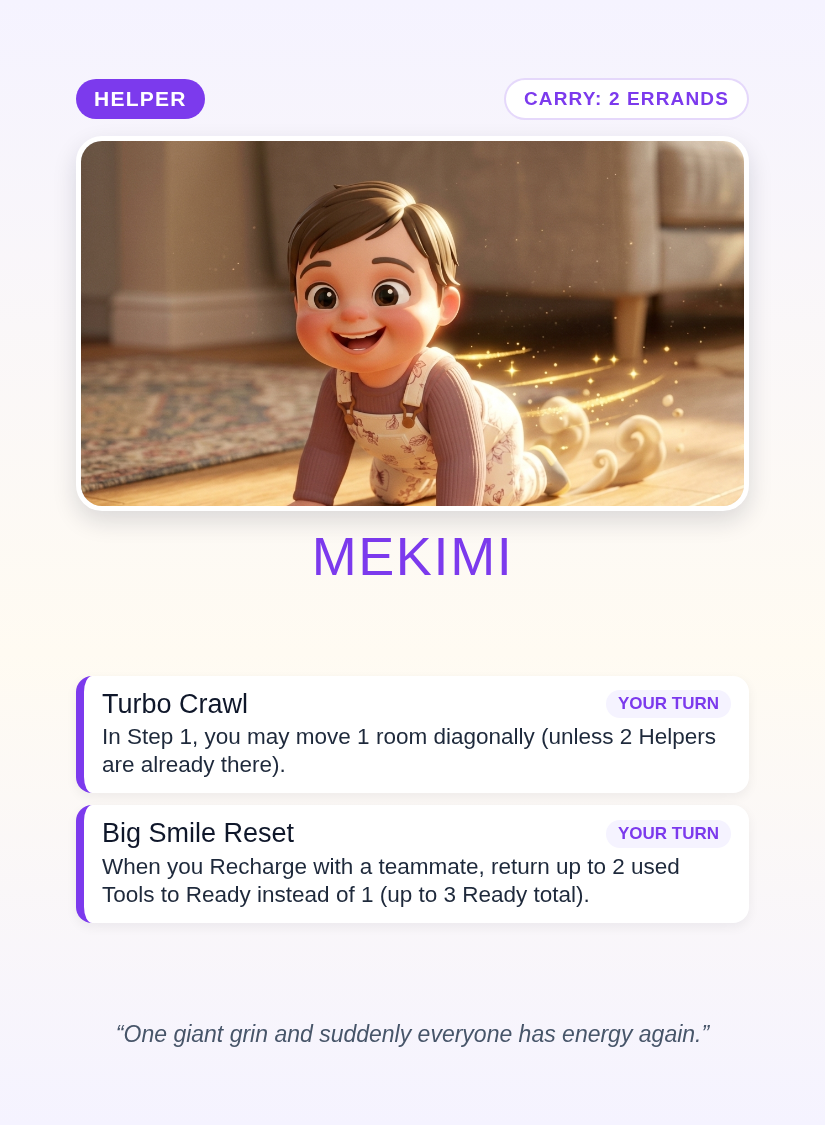 HELPER
CARRY: 2 ERRANDS
MEKIMI
Turbo Crawl
YOUR TURN
In Step 1, you may move 1 room diagonally (unless 2 Helpers
are already there).
Big Smile Reset
YOUR TURN
When you Recharge with a teammate, return up to 2 used
Tools to Ready instead of 1 (up to 3 Ready total).
“One giant grin and suddenly everyone has energy again.”